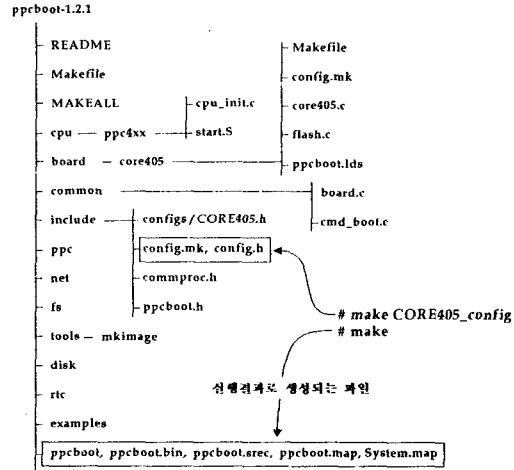 ppcboot-1.2.1
README
Makefile
MAKEALL
cpu — ppc4xx
cpu_init.c
start.S
board — core405
Makefile
config.mk
core405.c
flash.c
ppcboot.lds
common
board.c
cmd_boot.c
include
configs/CORE405.h
ppc
config.mk, config.h
net
commproc.h
fs
ppcboot.h
# make CORE405_config
# make
tools — mkimage
disk
실행결과로 생성되는 파일
rtc
examples
ppcboot, ppcboot.bin, ppcboot.srec, ppcboot.map, System.map